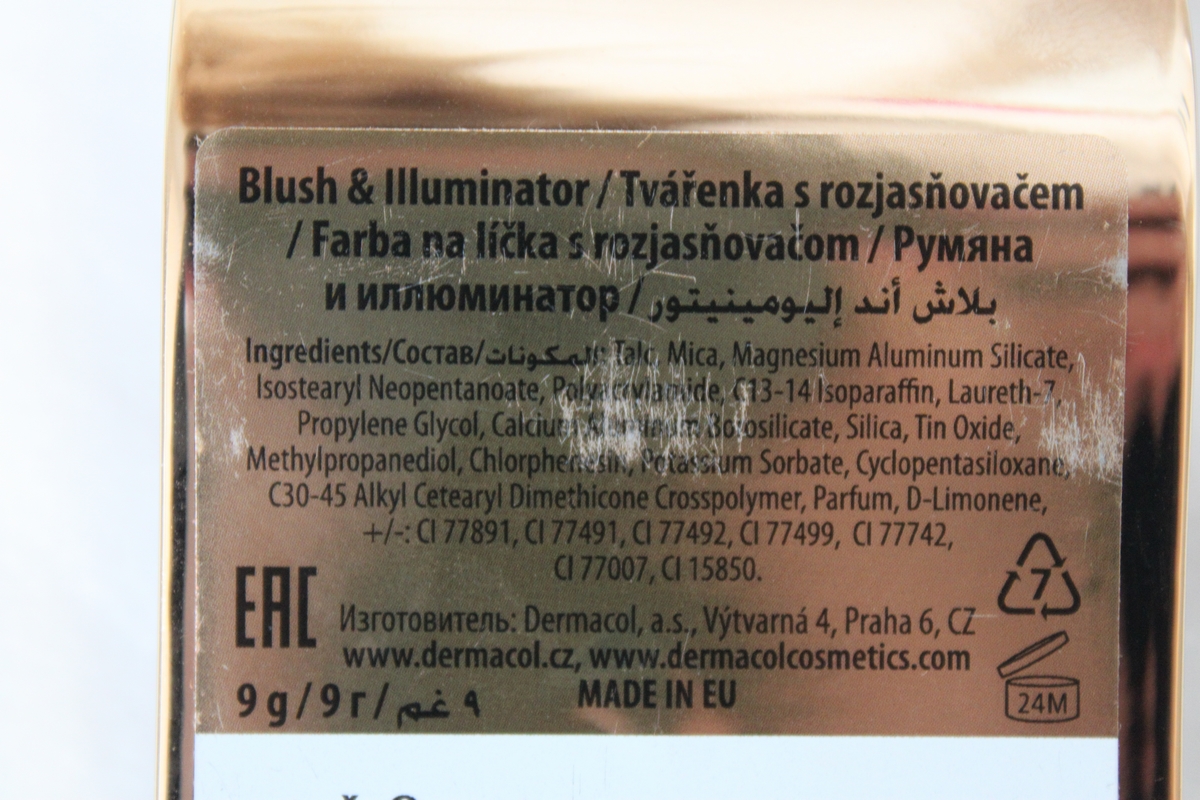 Blush & Illuminator / Tvářenka s rozjasňovačem
/ Farba na líčka s rozjasňovačom / Румяна
и иллюминатор / بلاش أند إليومينيتور
Ingredients/Состав/المكونات: Talc, Mica, Magnesium Aluminum Silicate,
Isostearyl Neopentanoate, Polyacrylamide, C13-14 Isoparaffin, Laureth-7,
Propylene Glycol, Calcium Aluminum Borosilicate, Silica, Tin Oxide,
Methylpropanediol, Chlorphenesin, Potassium Sorbate, Cyclopentasiloxane,
C30-45 Alkyl Cetearyl Dimethicone Crosspolymer, Parfum, D-Limonene,
+/-: CI 77891, CI 77491, CI 77492, CI 77499, CI 77742,
CI 77007, CI 15850.
7
EAC
Изготовитель: Dermacol, a.s., Výtvarná 4, Praha 6, CZ
www.dermacol.cz, www.dermacolcosmetics.com
9 g / 9 г / ٩ غم
MADE IN EU
24M